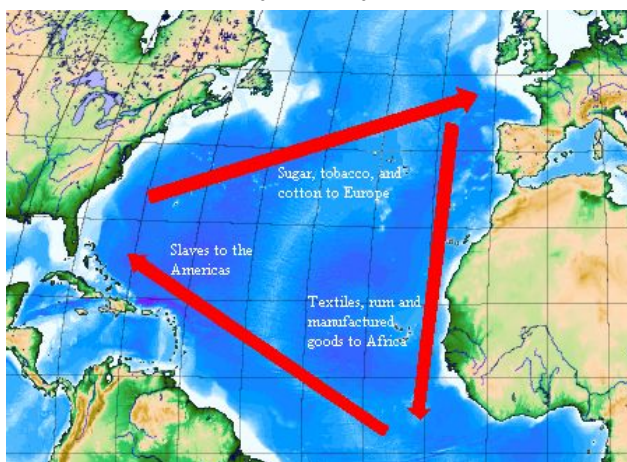 Sugar, tobacco, and
cotton to Europe
Slaves to the
Americas
Textiles, rum and
manufactured
goods to Africa